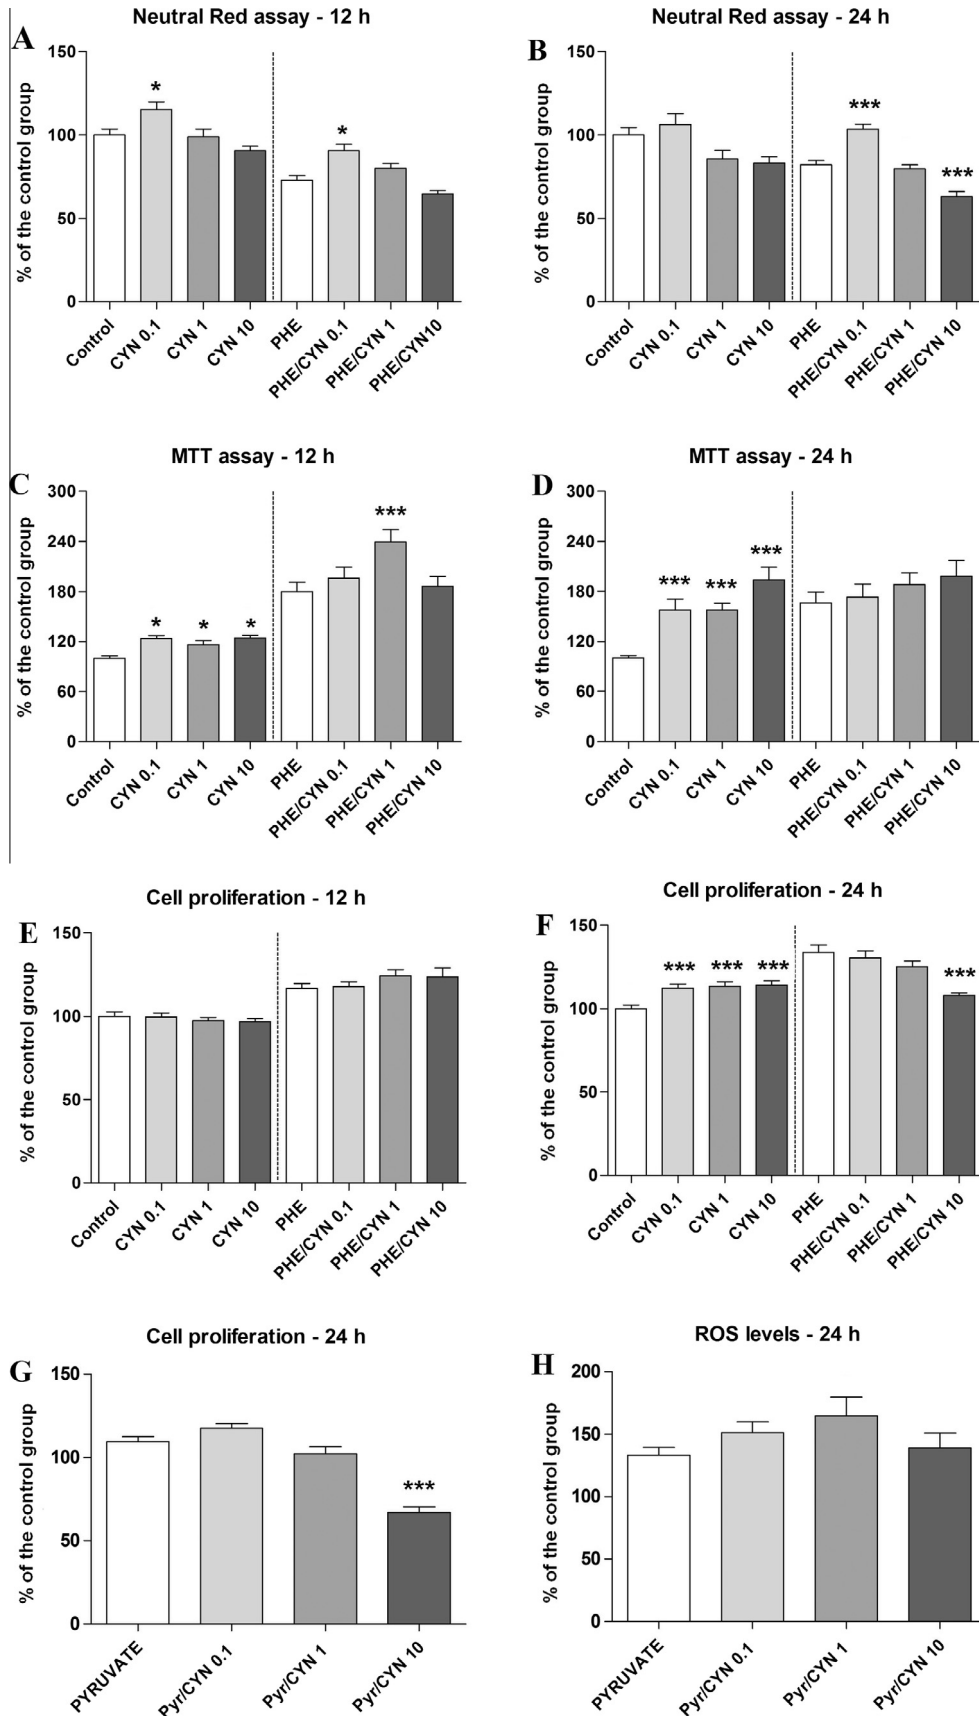 Neutral Red assay - 12 h
A
% of the control group
150
100
50
0
*
*
Control
CYN 0.1
CYN 1
CYN 10
PHE
PHE/CYN 0.1
PHE/CYN 1
PHE/CYN10
Neutral Red assay - 24 h
B
% of the control group
150
100
50
0
***
***
Control
CYN 0.1
CYN 1
CYN 10
PHE
PHE/CYN 0.1
PHE/CYN 1
PHE/CYN 10
MTT assay - 12 h
C
% of the control group
300
240
180
120
60
0
*
*
*
***
Control
CYN 0.1
CYN 1
CYN 10
PHE
PHE/CYN 0.1
PHE/CYN 1
PHE/CYN 10
MTT assay - 24 h
D
% of the control group
300
240
180
120
60
0
***
***
***
Control
CYN 0.1
CYN 1
CYN 10
PHE
PHE/CYN 0.1
PHE/CYN 1
PHE/CYN 10
Cell proliferation - 12 h
E
% of the control group
150
100
50
0
Control
CYN 0.1
CYN 1
CYN 10
PHE
PHE/CYN 0.1
PHE/CYN 1
PHE/CYN 10
Cell proliferation - 24 h
F
% of the control group
150
100
50
0
***
***
***
***
Control
CYN 0.1
CYN 1
CYN 10
PHE
PHE/CYN 0.1
PHE/CYN 1
PHE/CYN 10
Cell proliferation - 24 h
G
% of the control group
150
100
50
0
***
PYRUVATE
Pyr/CYN 0.1
Pyr/CYN 1
Pyr/CYN 10
ROS levels - 24 h
H
% of the control group
200
150
100
50
0
PYRUVATE
Pyr/CYN 0.1
Pyr/CYN 1
Pyr/CYN 10